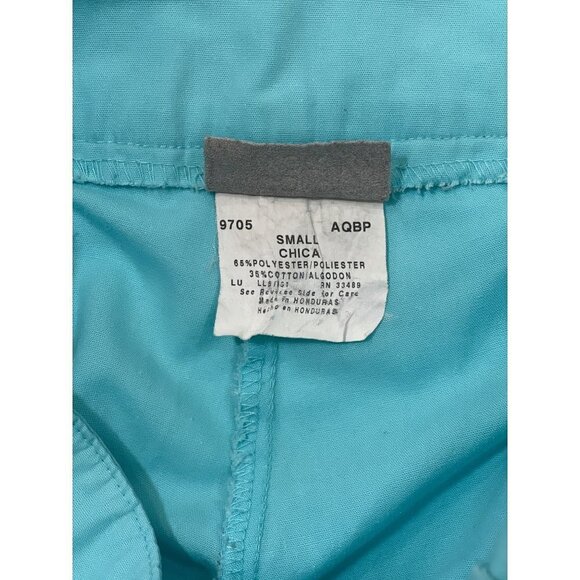 9705 AQBP
SMALL
CHICA
65%POLYESTER/POLIESTER
35%COTTON/ALGODON
LU RN 33489
See Reverse Side for Care
Made in HONDURAS
Hecho en HONDURAS